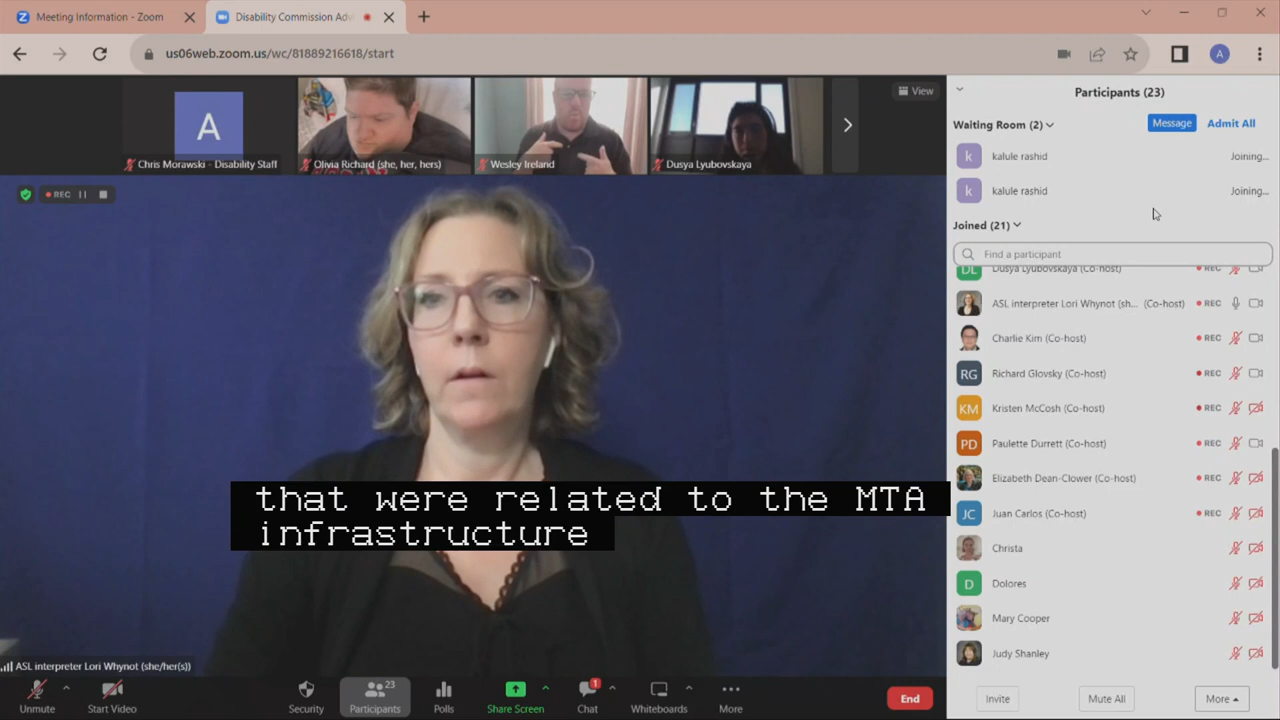 Meeting Information - Zoom
Disability Commission Adv
us06web.zoom.us/wc/81889216618/start
A
A
Chris Morawski - Disability Staff
Olivia Richard (she, her, hers)
Wesley Ireland
Dusya Lyubovskaya
View
REC
that were related to the MTA
infrastructure
ASL interpreter Lori Whynot (she/her(s))
Participants (23)
Waiting Room (2)
Message
Admit All
k
kalule rashid
Joining...
k
kalule rashid
Joining...
Joined (21)
Find a participant
DL
Dusya Lyubovskaya (Co-host)
REC
ASL interpreter Lori Whynot (sh... (Co-host)
REC
Charlie Kim (Co-host)
REC
RG
Richard Glovsky (Co-host)
REC
KM
Kristen McCosh (Co-host)
REC
PD
Paulette Durrett (Co-host)
REC
Elizabeth Dean-Clower (Co-host)
REC
JC
Juan Carlos (Co-host)
REC
Christa
D
Dolores
Mary Cooper
Judy Shanley
Unmute
Start Video
Security
23
Participants
Polls
Share Screen
1
Chat
Whiteboards
More
End
Invite
Mute All
More